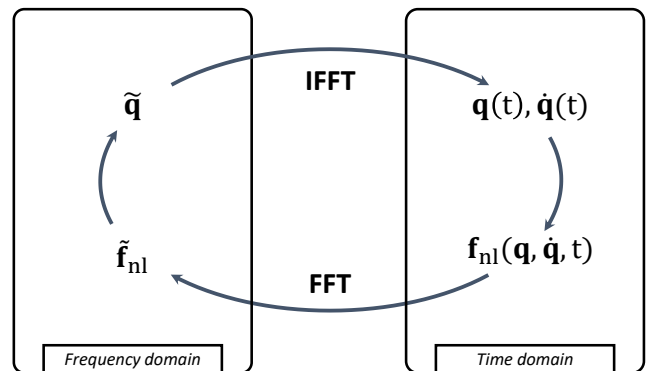 IFFT
q̃
q(t), q̇(t)
f̃nl
fnl(q, q̇, t)
FFT
Frequency domain
Time domain